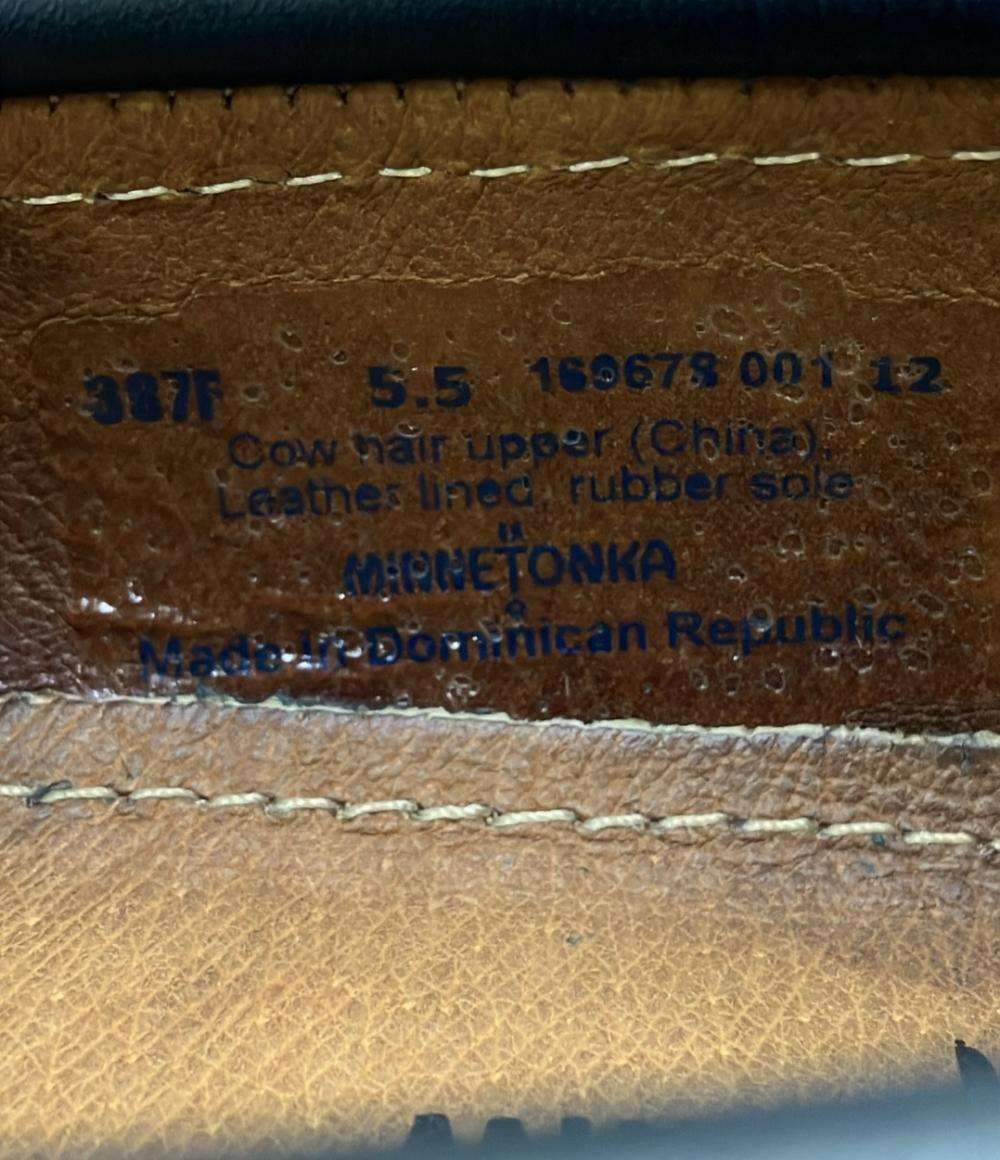 387F 5.5 169678 001 12
Cow hair upper (China),
Leather lined, rubber sole
MINNETONKA
Made in Dominican Republic